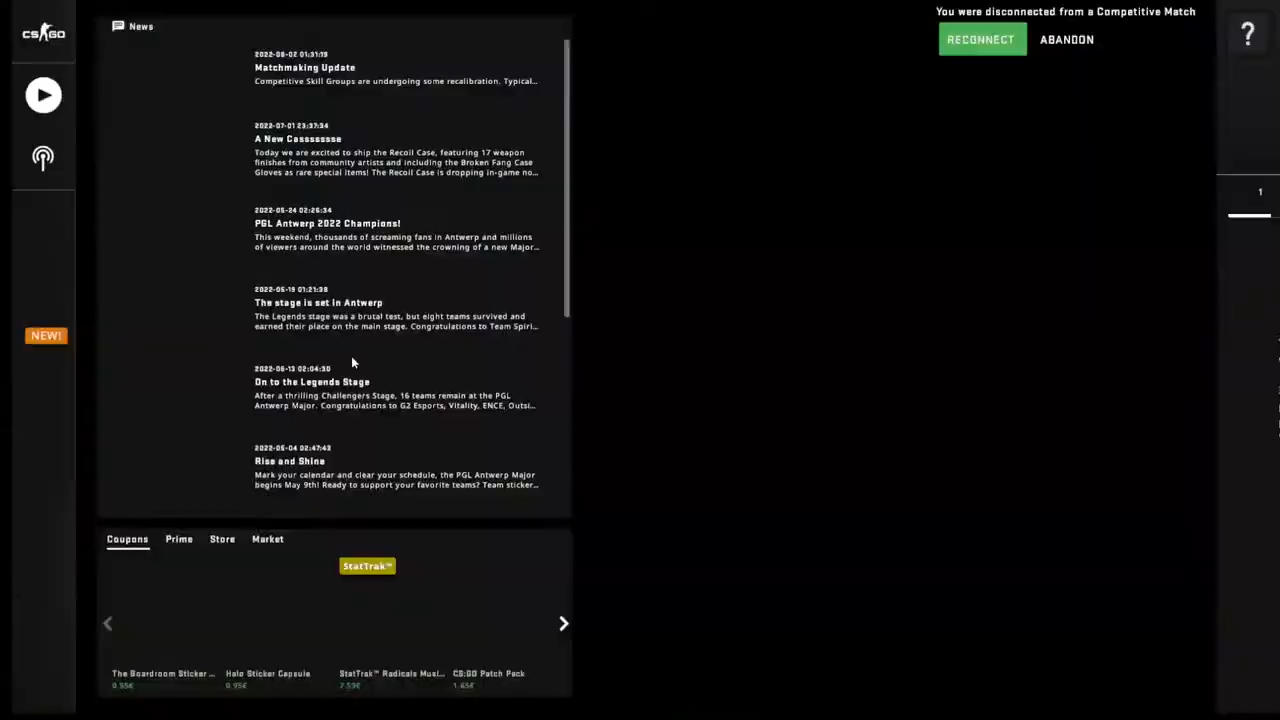 CS GO
News
You were disconnected from a Competitive Match
RECONNECT
ABANDON
?
2022-06-02 01:31:19
Matchmaking Update
Competitive Skill Groups are undergoing some recalibration. Typical...
2022-07-01 23:37:34
A New Casssssse
Today we are excited to ship the Recoil Case, featuring 17 weapon
finishes from community artists and including the Broken Fang Case
Gloves as rare special items! The Recoil Case is dropping in-game no...
1
2022-05-24 02:26:34
PGL Antwerp 2022 Champions!
This weekend, thousands of screaming fans in Antwerp and millions
of viewers around the world witnessed the crowning of a new Major...
2022-05-19 01:21:38
The stage is set in Antwerp
The Legends stage was a brutal test, but eight teams survived and
earned their place on the main stage. Congratulations to Team Spiri...
NEW!
2022-05-13 02:04:30
On to the Legends Stage
After a thrilling Challengers Stage, 16 teams remain at the PGL
Antwerp Major. Congratulations to G2 Esports, Vitality, ENCE, Outsi...
2022-05-04 02:47:43
Rise and Shine
Mark your calendar and clear your schedule, the PGL Antwerp Major
begins May 9th! Ready to support your favorite teams? Team sticker...
Coupons Prime Store Market
StatTrak™
The Boardroom Sticker ... Halo Sticker Capsule StatTrak™ Radicals Musi... CS:GO Patch Pack
0.55€ 0.95€ 7.59€ 1.65€